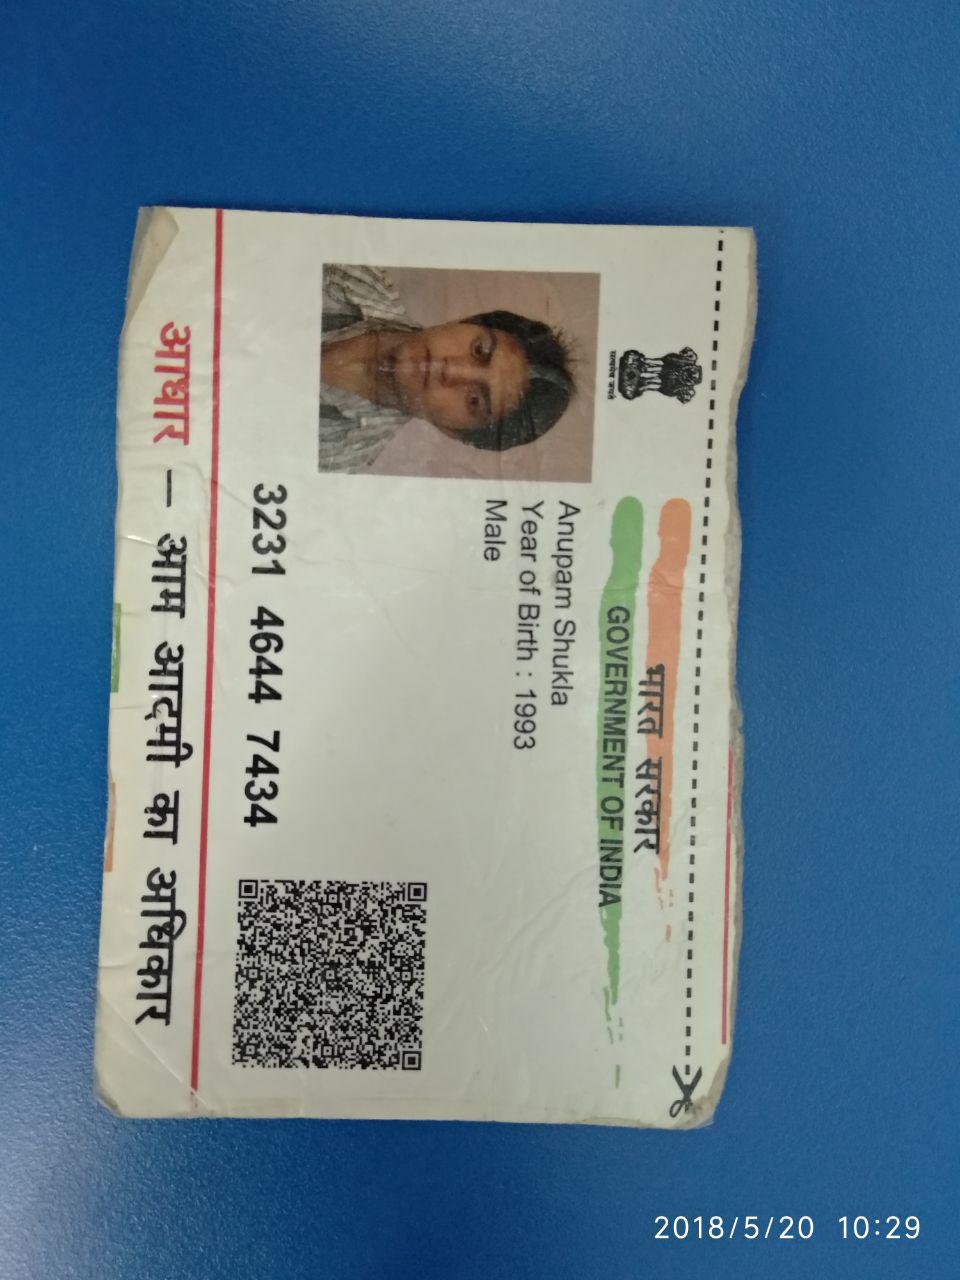 भारत सरकार
GOVERNMENT OF INDIA
सत्यमेव जयते
Anupam Shukla
Year of Birth : 1993
Male
3231 4644 7434
आधार – आम आदमी का अधिकार
2018/5/20 10:29